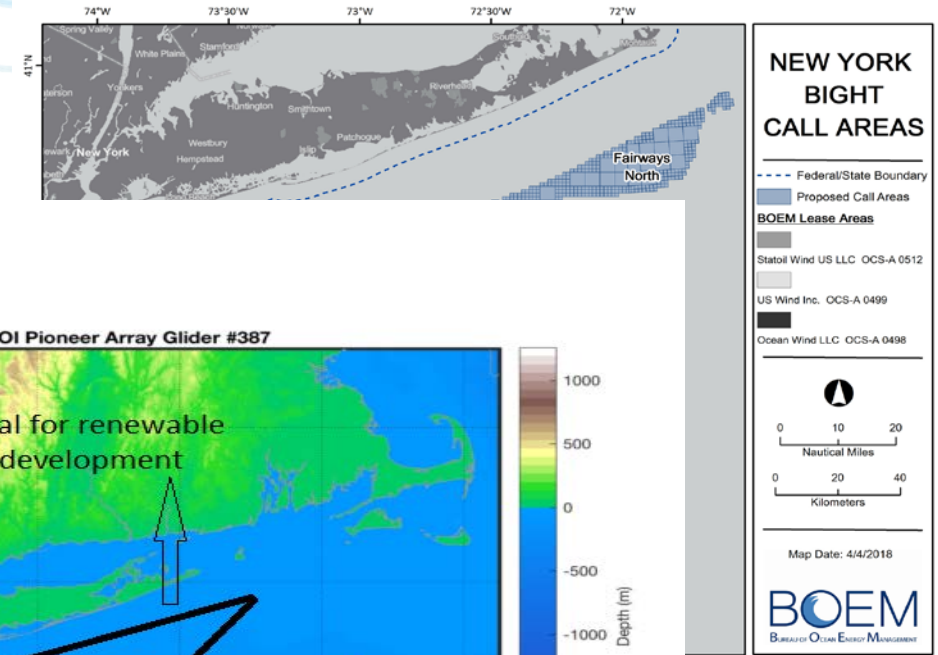 74°W
73°30'W
73°W
72°30'W
72°W
41°N
Spring Valley
White Plains
Stamford
Yonkers
Huntington
Smithtown
Riverhead
Westbury
Hempstead
Islip
Patchogue
New York
Fairways
North
NEW YORK
BIGHT
CALL AREAS
Federal/State Boundary
Proposed Call Areas
BOEM Lease Areas
Statoil Wind US LLC OCS-A 0512
US Wind Inc. OCS-A 0499
Ocean Wind LLC OCS-A 0498
0 10 20
Nautical Miles
0 20 40
Kilometers
Map Date: 4/4/2018
BOEM
BUREAU OF OCEAN ENERGY MANAGEMENT
OI Pioneer Array Glider #387
al for renewable
development
1000
500
0
-500
-1000
Depth (m)